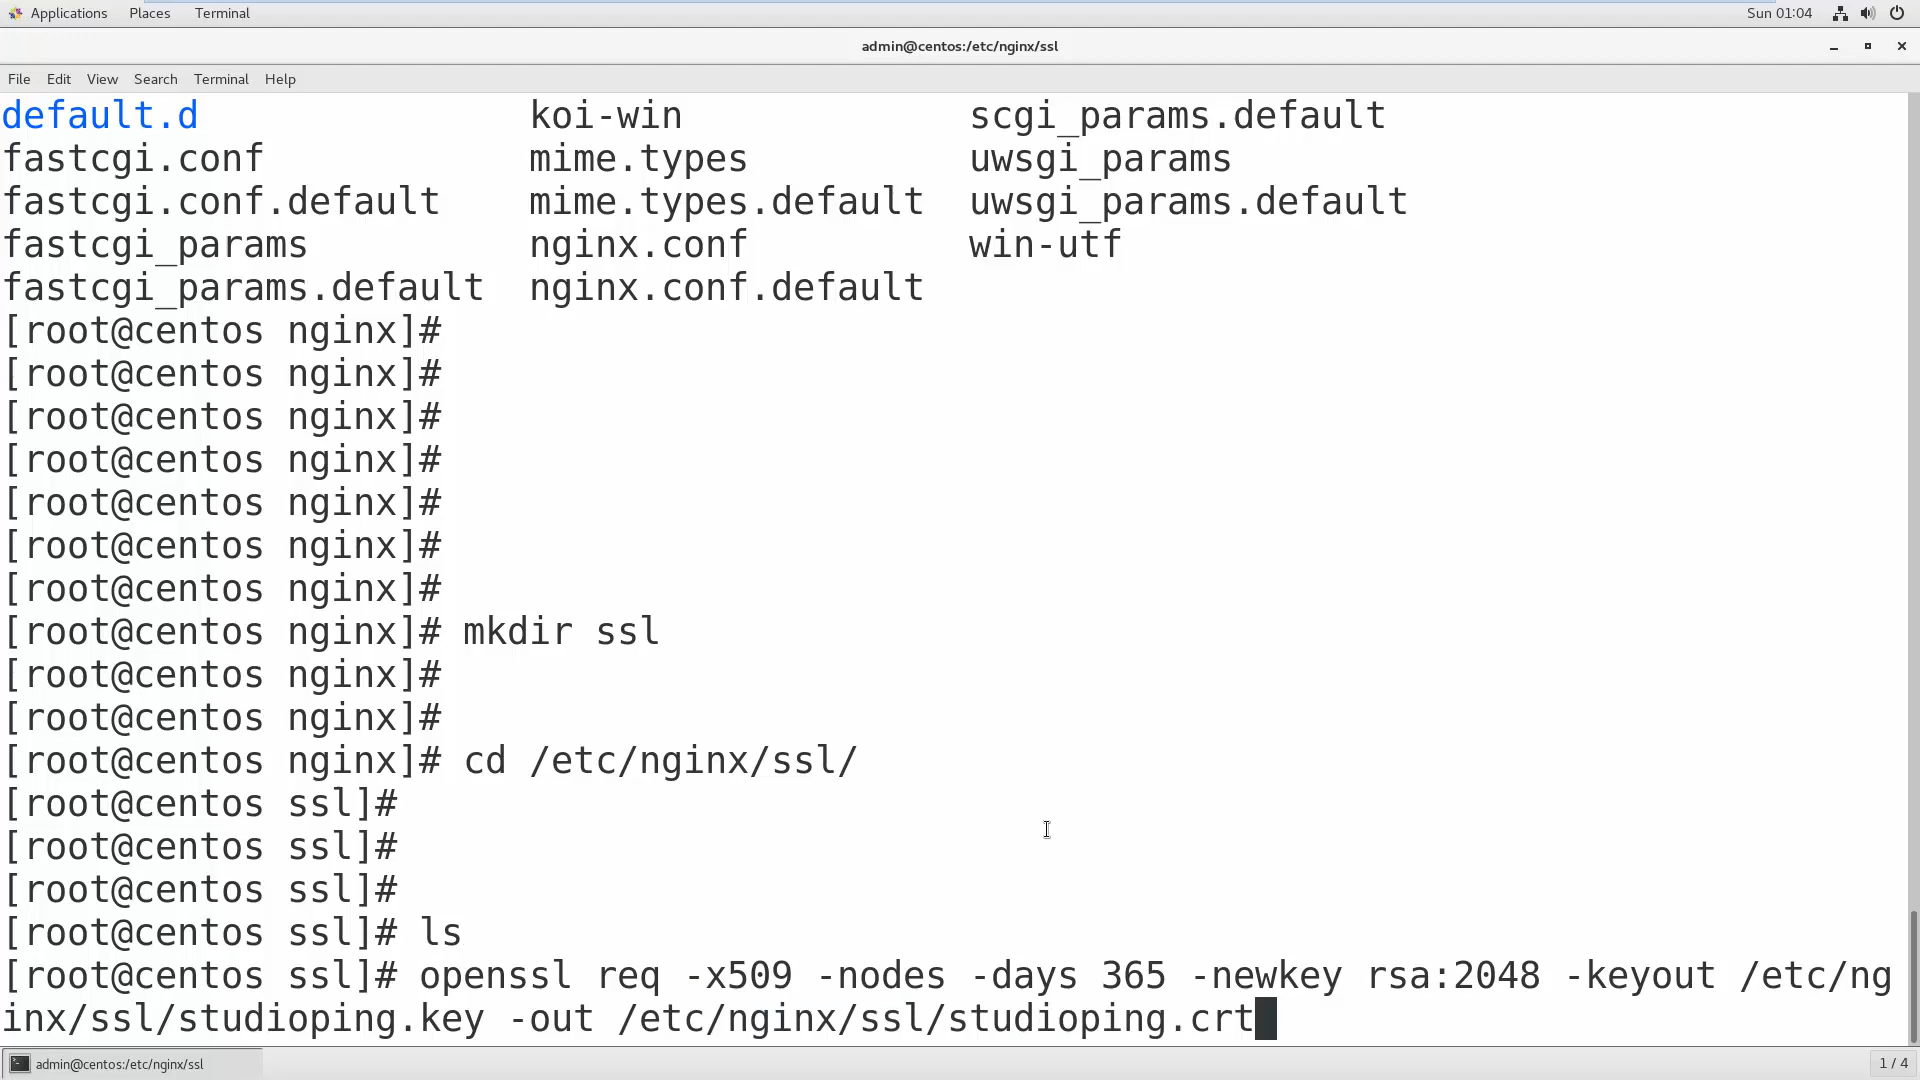 Applications Places Terminal Sun 01:04
admin@centos:/etc/nginx/ssl
File Edit View Search Terminal Help
default.d koi-win scgi_params.default
fastcgi.conf mime.types uwsgi_params
fastcgi.conf.default mime.types.default uwsgi_params.default
fastcgi_params nginx.conf win-utf
fastcgi_params.default nginx.conf.default
[root@centos nginx]#
[root@centos nginx]#
[root@centos nginx]#
[root@centos nginx]#
[root@centos nginx]#
[root@centos nginx]#
[root@centos nginx]#
[root@centos nginx]# mkdir ssl
[root@centos nginx]#
[root@centos nginx]#
[root@centos nginx]# cd /etc/nginx/ssl/
[root@centos ssl]#
[root@centos ssl]#
[root@centos ssl]#
[root@centos ssl]# ls
[root@centos ssl]# openssl req -x509 -nodes -days 365 -newkey rsa:2048 -keyout /etc/ng
inx/ssl/studioping.key -out /etc/nginx/ssl/studioping.crt
admin@centos:/etc/nginx/ssl 1 / 4